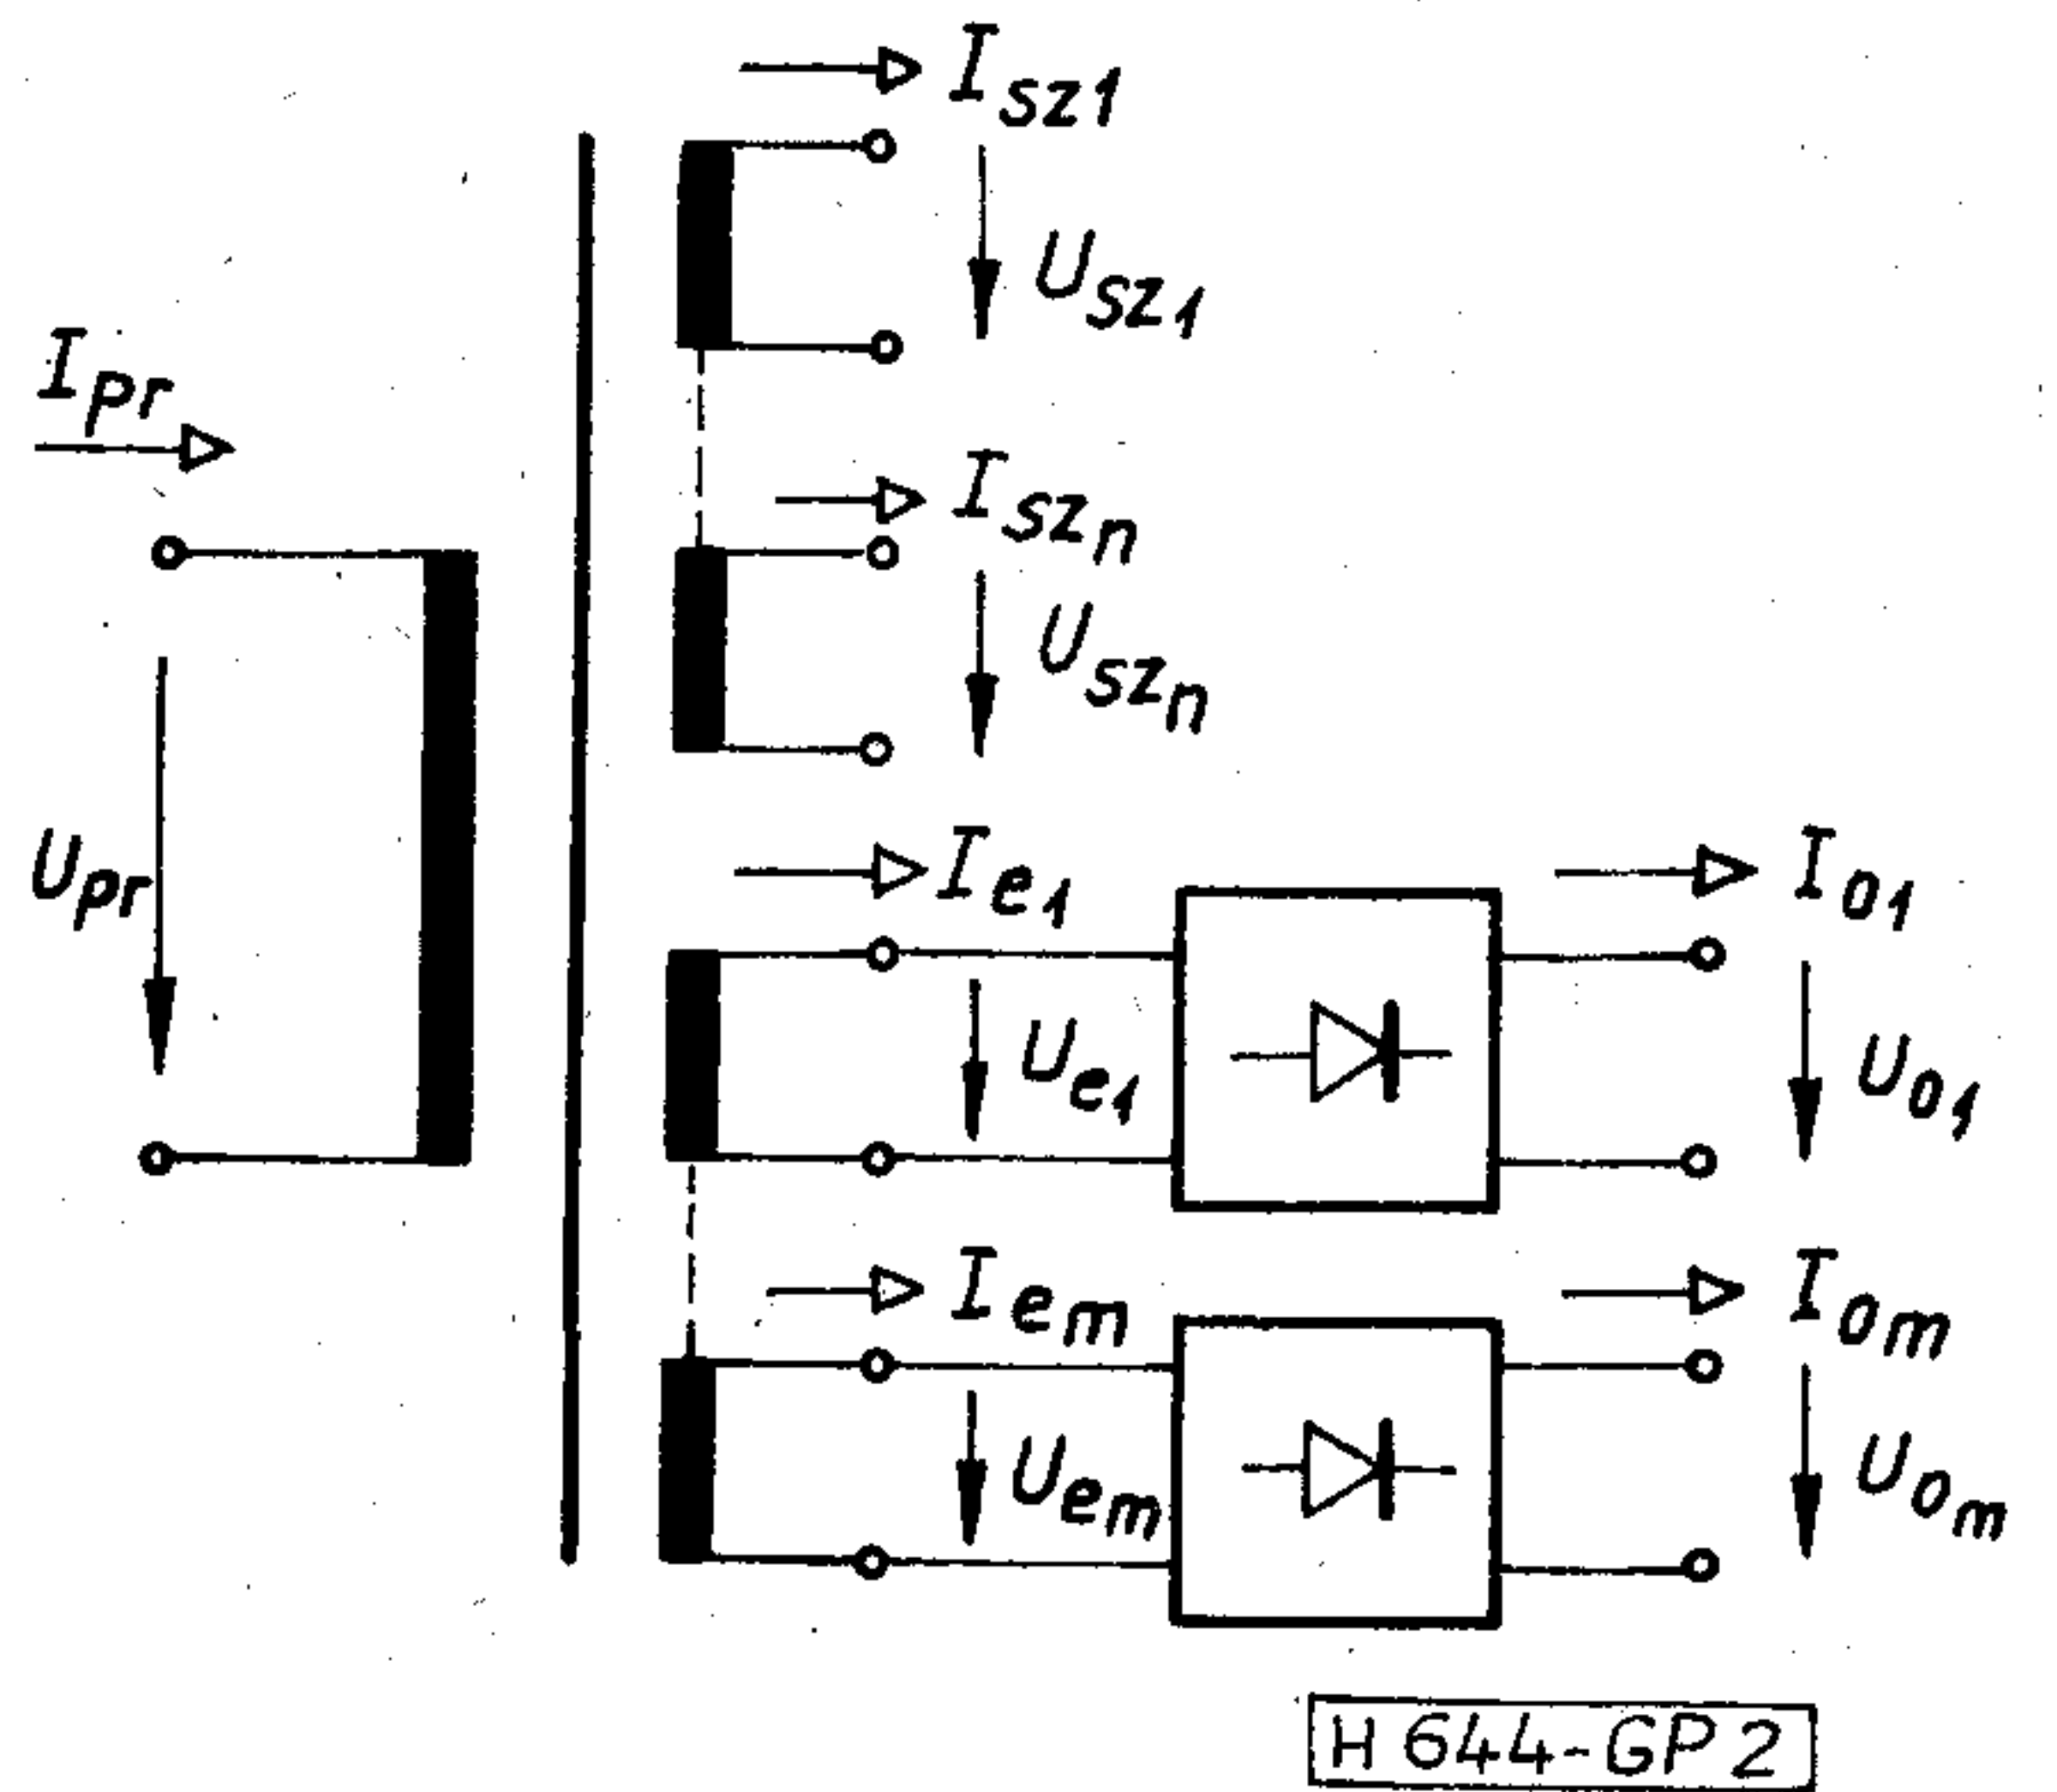 I_sz1
U_sz1
I_pr
I_szn
U_szn
U_pr
I_e1
I_01
U_e1
U_01
I_em
I_0m
U_em
U_0m
H 644-GP 2